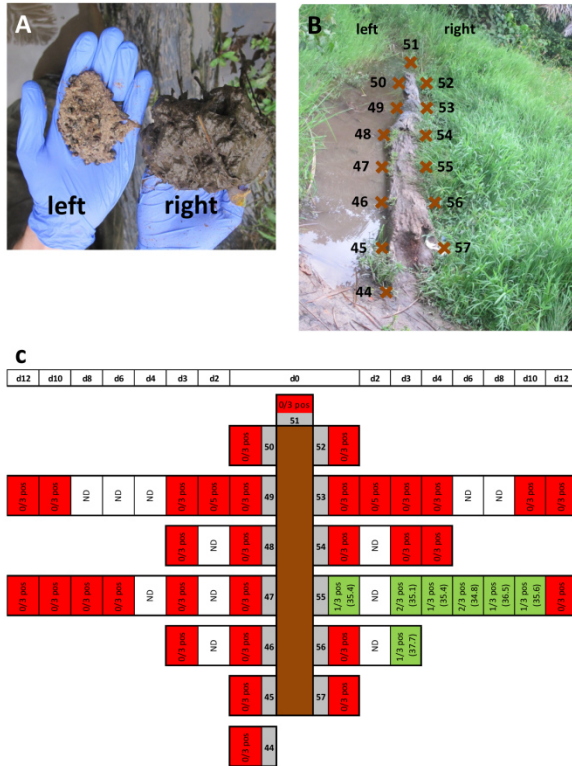 A
left
right
B
left
right
51
50
52
49
53
48
54
47
55
46
56
45
57
44
c
d12 d10 d8 d6 d4 d3 d2 d0 d2 d3 d4 d6 d8 d10 d12
0/3 pos
51
0/3 pos
50
52
0/3 pos
0/3 pos
0/3 pos
ND
ND
ND
0/3 pos
0/5 pos
0/3 pos
49
53
0/3 pos
0/3 pos
0/3 pos
0/3 pos
ND
ND
0/3 pos
0/3 pos
0/3 pos
ND
0/3 pos
48
54
0/3 pos
ND
0/3 pos
0/3 pos
0/3 pos
0/3 pos
0/3 pos
0/3 pos
ND
0/3 pos
ND
0/3 pos
47
55
1/3 pos
(35.4)
ND
2/3 pos
(35.1)
1/3 pos
(35.4)
2/3 pos
(34.8)
1/3 pos
(36.5)
1/3 pos
(35.6)
0/3 pos
0/3 pos
ND
0/3 pos
46
56
0/3 pos
ND
1/3 pos
(37.7)
0/3 pos
45
57
0/3 pos
0/3 pos
44